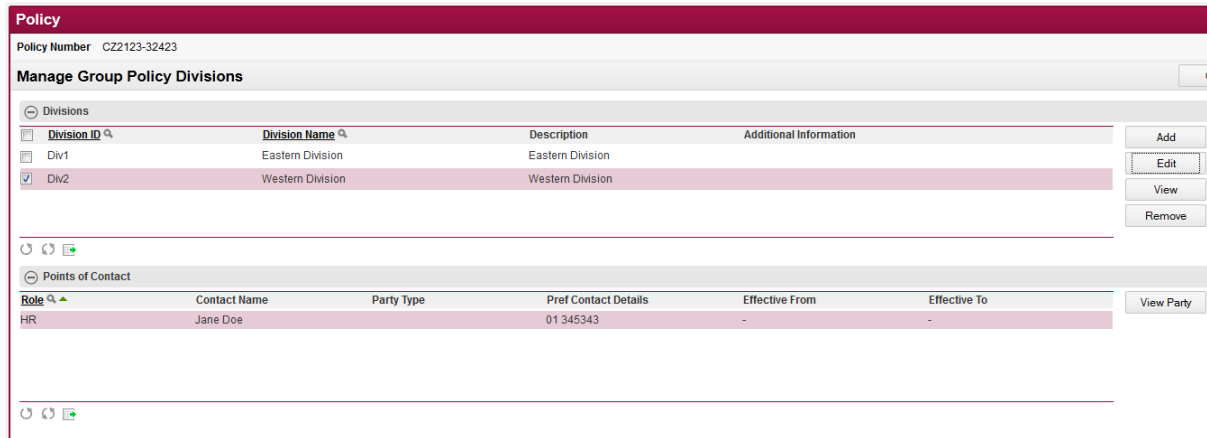 Policy
Policy Number CZ2123-32423
Manage Group Policy Divisions
Divisions
Division ID Division Name Description Additional Information
Add
Div1 Eastern Division Eastern Division
Edit
Div2 Western Division Western Division
View
Remove
Points of Contact
Role Contact Name Party Type Pref Contact Details Effective From Effective To
View Party
HR Jane Doe 01 345343 - -